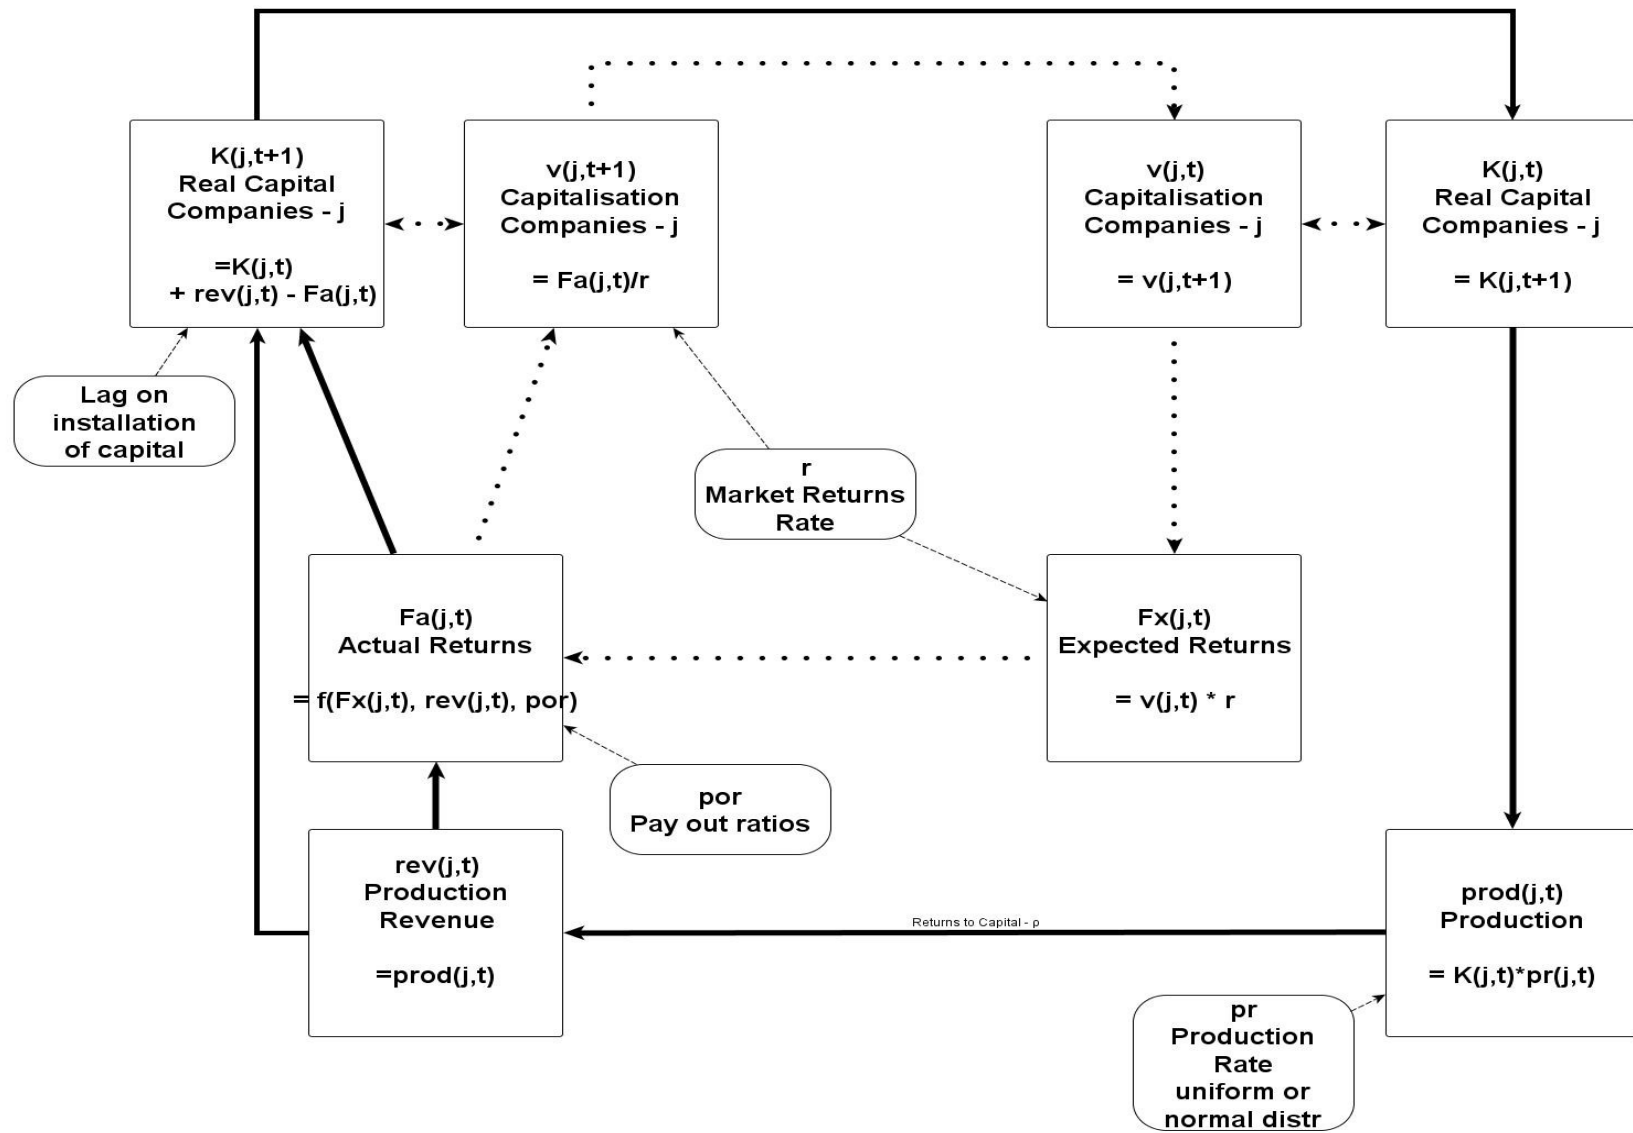 K(j,t+1)
Real Capital
Companies - j
=K(j,t)
+ rev(j,t) - Fa(j,t)
v(j,t+1)
Capitalisation
Companies - j
= Fa(j,t)/r
v(j,t)
Capitalisation
Companies - j
= v(j,t+1)
K(j,t)
Real Capital
Companies - j
= K(j,t+1)
Lag on
installation
of capital
r
Market Returns
Rate
Fa(j,t)
Actual Returns
= f(Fx(j,t), rev(j,t), por)
Fx(j,t)
Expected Returns
= v(j,t) * r
por
Pay out ratios
rev(j,t)
Production
Revenue
=prod(j,t)
Returns to Capital - ρ
prod(j,t)
Production
= K(j,t)*pr(j,t)
pr
Production
Rate
uniform or
normal distr